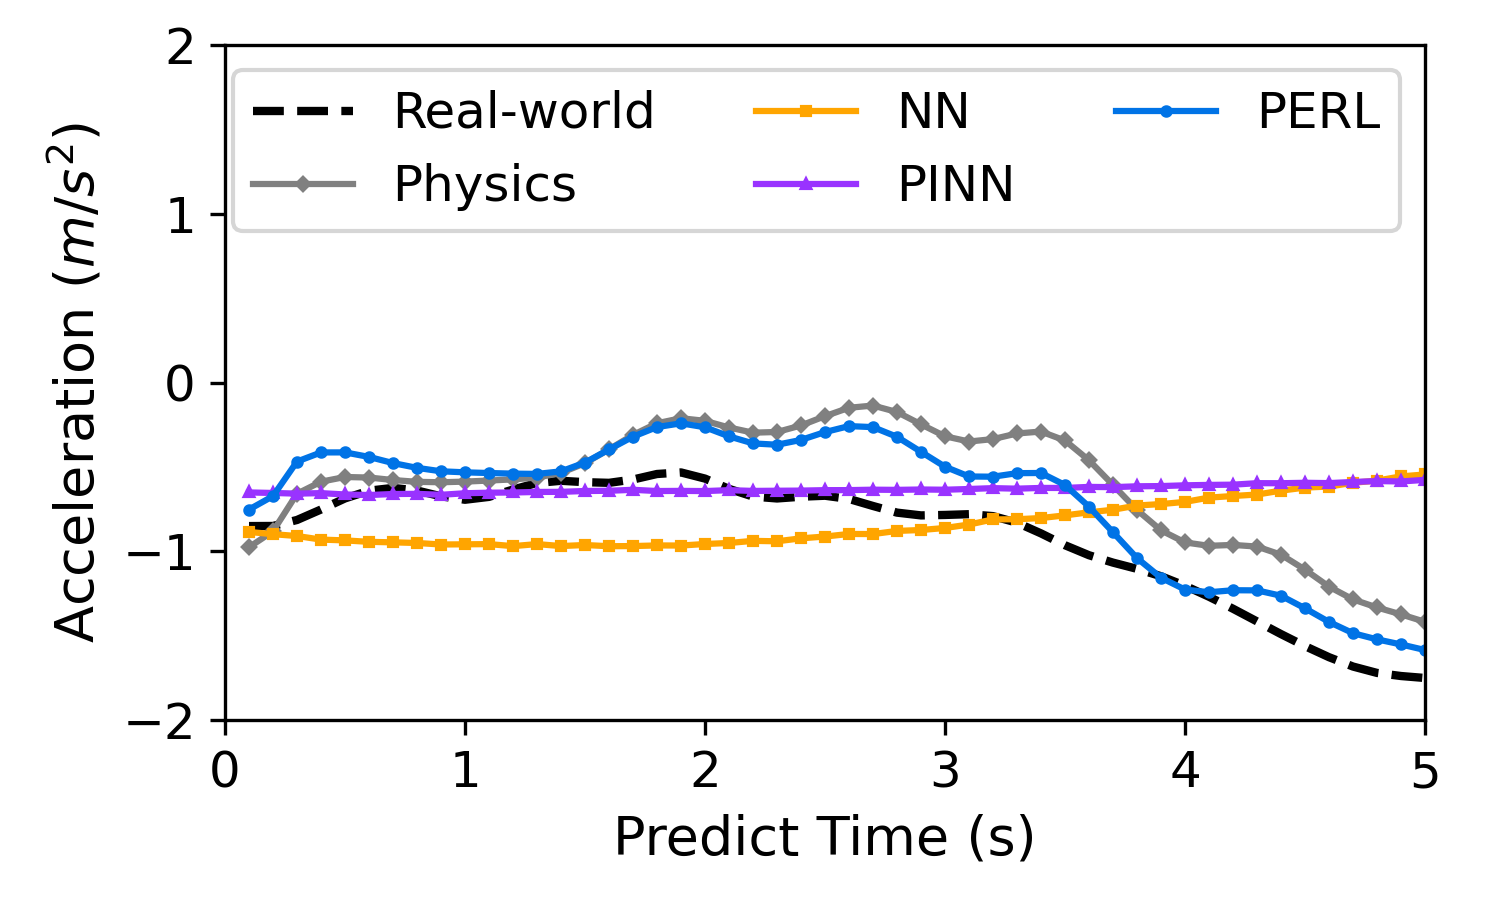 2
1
0
−1
−2
Acceleration (m/s²)
Real-world
Physics
NN
PINN
PERL
0 1 2 3 4 5
Predict Time (s)